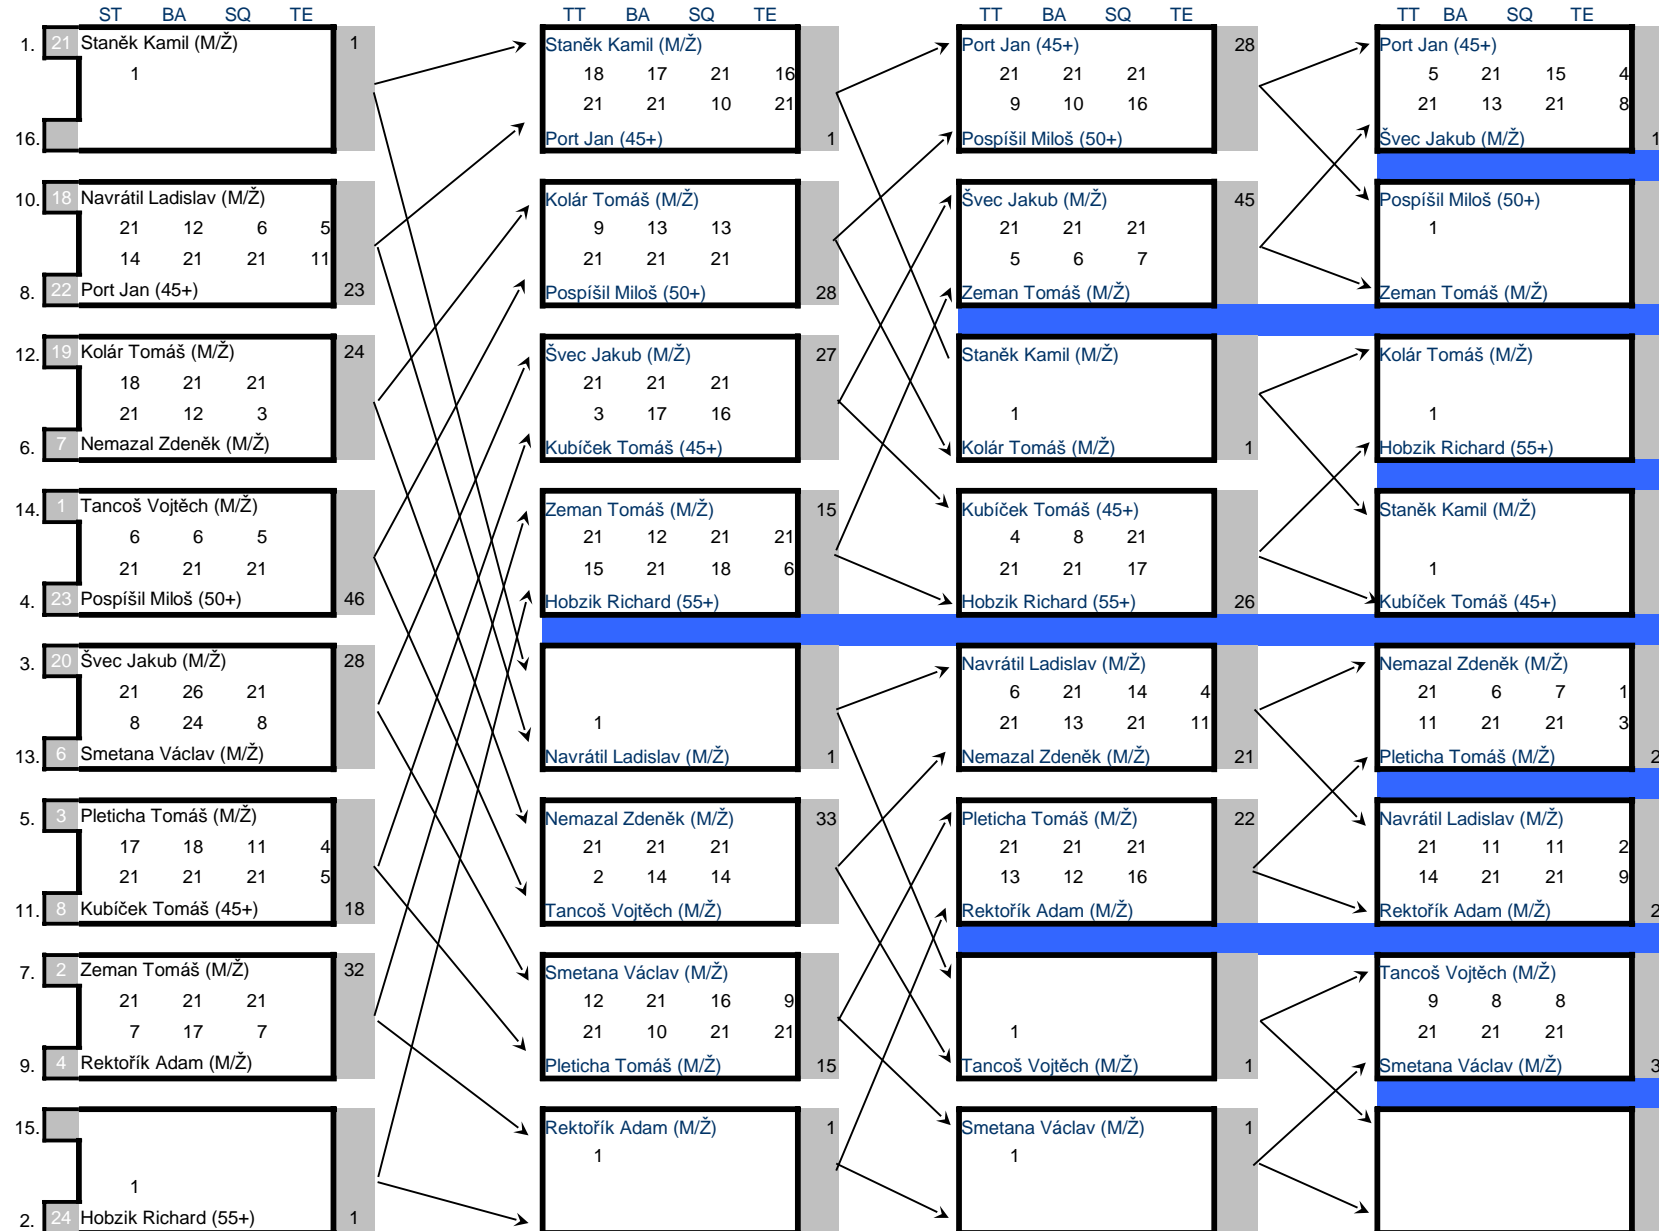 ST BA SQ TE TT BA SQ TE TT BA SQ TE TT BA SQ TE
1. 21 Staněk Kamil (M/Ž) 1 Staněk Kamil (M/Ž) Port Jan (45+) 28 Port Jan (45+)
1 18 17 21 16 21 21 21 5 21 15 4
21 21 10 21 9 10 16 21 13 21 8
16. Port Jan (45+) 1 Pospíšil Miloš (50+) Švec Jakub (M/Ž) 1
10. 18 Navrátil Ladislav (M/Ž) Kolár Tomáš (M/Ž) Švec Jakub (M/Ž) 45 Pospíšil Miloš (50+)
21 12 6 5 9 13 13 21 21 21 1
14 21 21 11 21 21 21 5 6 7
8. 22 Port Jan (45+) 23 Pospíšil Miloš (50+) 28 Zeman Tomáš (M/Ž) Zeman Tomáš (M/Ž)
12. 19 Kolár Tomáš (M/Ž) 24 Švec Jakub (M/Ž) 27 Staněk Kamil (M/Ž) Kolár Tomáš (M/Ž)
18 21 21 21 21 21
21 12 3 3 17 16 1 1
6. 7 Nemazal Zdeněk (M/Ž) Kubíček Tomáš (45+) Kolár Tomáš (M/Ž) 1 Hobzik Richard (55+)
14. 1 Tancoš Vojtěch (M/Ž) Zeman Tomáš (M/Ž) 15 Kubíček Tomáš (45+) Staněk Kamil (M/Ž)
6 6 5 21 12 21 21 4 8 21
21 21 21 15 21 18 6 21 21 17 1
4. 23 Pospíšil Miloš (50+) 46 Hobzik Richard (55+) Hobzik Richard (55+) 26 Kubíček Tomáš (45+)
3. 20 Švec Jakub (M/Ž) 28 Navrátil Ladislav (M/Ž) Nemazal Zdeněk (M/Ž)
21 26 21 6 21 14 4 21 6 7 1
8 24 8 1 21 13 21 11 11 21 21 3
13. 6 Smetana Václav (M/Ž) Navrátil Ladislav (M/Ž) 1 Nemazal Zdeněk (M/Ž) 21 Pleticha Tomáš (M/Ž) 2
5. 3 Pleticha Tomáš (M/Ž) Nemazal Zdeněk (M/Ž) 33 Pleticha Tomáš (M/Ž) 22 Navrátil Ladislav (M/Ž)
17 18 11 4 21 21 21 21 21 21 21 11 11 2
21 21 21 5 2 14 14 13 12 16 14 21 21 9
11. 8 Kubíček Tomáš (45+) 18 Tancoš Vojtěch (M/Ž) Rektořík Adam (M/Ž) Rektořík Adam (M/Ž) 2
7. 2 Zeman Tomáš (M/Ž) 32 Smetana Václav (M/Ž) Tancoš Vojtěch (M/Ž)
21 21 21 12 21 16 9 9 8 8
7 17 7 21 10 21 21 1 21 21 21
9. 4 Rektořík Adam (M/Ž) Pleticha Tomáš (M/Ž) 15 Tancoš Vojtěch (M/Ž) 1 Smetana Václav (M/Ž) 3
15. Rektořík Adam (M/Ž) 1 Smetana Václav (M/Ž) 1
1 1
1
2. 24 Hobzik Richard (55+) 1